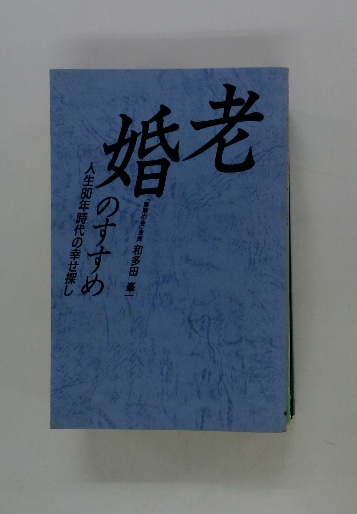 老婚のすすめ
和多田 峯一
人生80年時代の幸せ探し